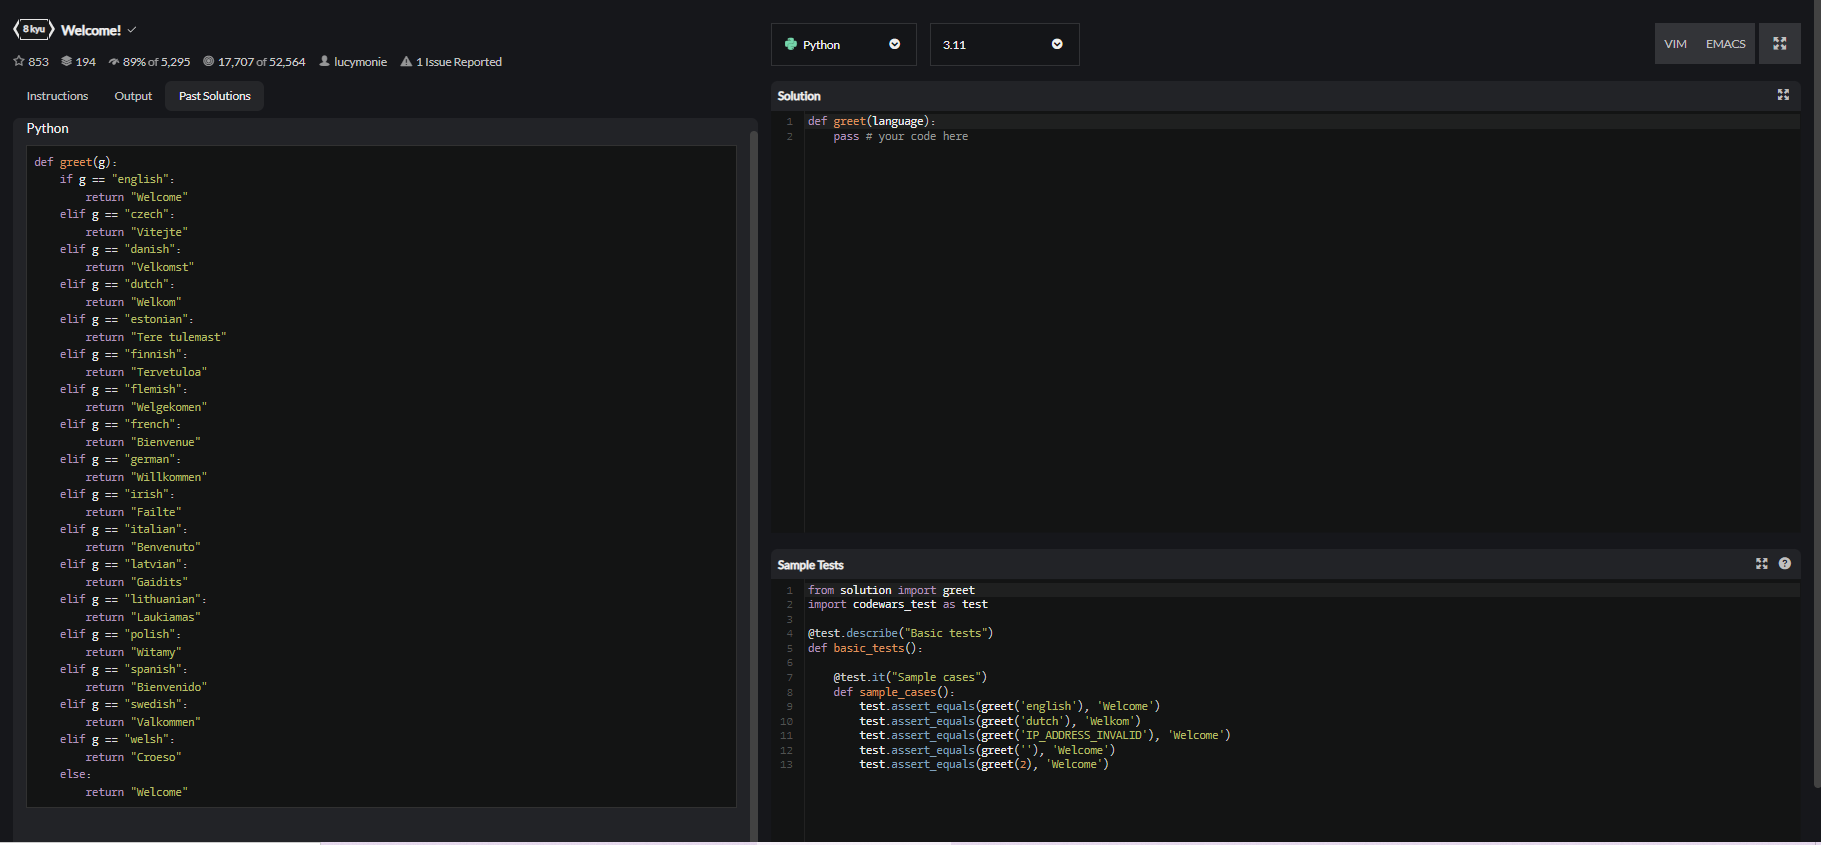 8 kyu Welcome!
853 194 89% of 5,295 17,707 of 52,564 lucymonie 1 Issue Reported
Instructions Output Past Solutions
Python
def greet(g):
    if g == "english":
        return "Welcome"
    elif g == "czech":
        return "Vitejte"
    elif g == "danish":
        return "Velkomst"
    elif g == "dutch":
        return "Welkom"
    elif g == "estonian":
        return "Tere tulemast"
    elif g == "finnish":
        return "Tervetuloa"
    elif g == "flemish":
        return "Welgekomen"
    elif g == "french":
        return "Bienvenue"
    elif g == "german":
        return "Willkommen"
    elif g == "irish":
        return "Failte"
    elif g == "italian":
        return "Benvenuto"
    elif g == "latvian":
        return "Gaidits"
    elif g == "lithuanian":
        return "Laukiamas"
    elif g == "polish":
        return "Witamy"
    elif g == "spanish":
        return "Bienvenido"
    elif g == "swedish":
        return "Valkommen"
    elif g == "welsh":
        return "Croeso"
    else:
        return "Welcome"
Python 3.11 VIM EMACS
Solution
1 def greet(language):
2     pass # your code here
Sample Tests
1 from solution import greet
2 import codewars_test as test
3
4 @test.describe("Basic tests")
5 def basic_tests():
6
7     @test.it("Sample cases")
8     def sample_cases():
9         test.assert_equals(greet('english'), 'Welcome')
10         test.assert_equals(greet('dutch'), 'Welkom')
11         test.assert_equals(greet('IP_ADDRESS_INVALID'), 'Welcome')
12         test.assert_equals(greet(''), 'Welcome')
13         test.assert_equals(greet(2), 'Welcome')